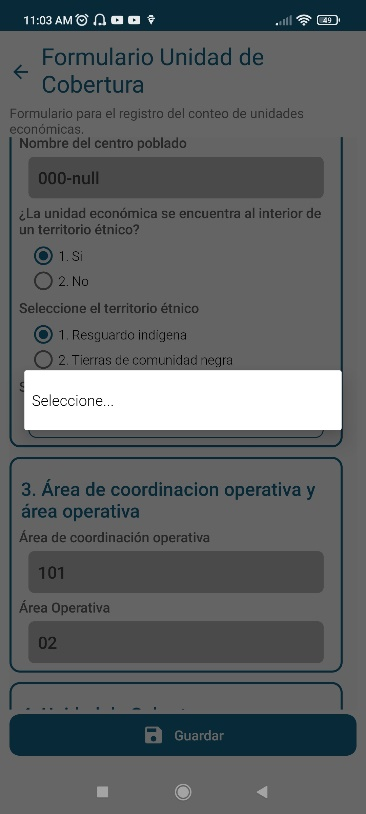 11:03 AM
49
Formulario Unidad de
Cobertura
Formulario para el registro del conteo de unidades
económicas.
Nombre del centro poblado
000-null
¿La unidad económica se encuentra al interior de
un territorio étnico?
1. Si
2. No
Seleccione el territorio étnico
1. Resguardo indígena
2. Tierras de comunidad negra
Seleccione...
3. Área de coordinacion operativa y
área operativa
Área de coordinación operativa
101
Área Operativa
02
Guardar